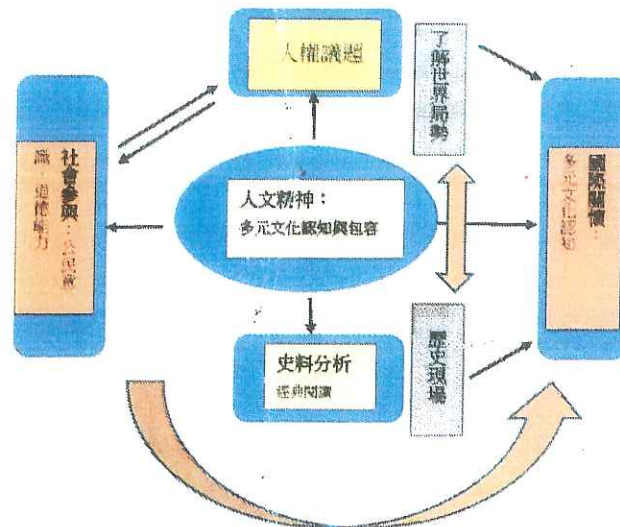 人權議題
了解世界局勢
社會參與：公民意
識、道德能力
人文精神：
多元文化認知與包容
國際關懷：
多元文化認知
史料分析
經典閱讀
歷史現場